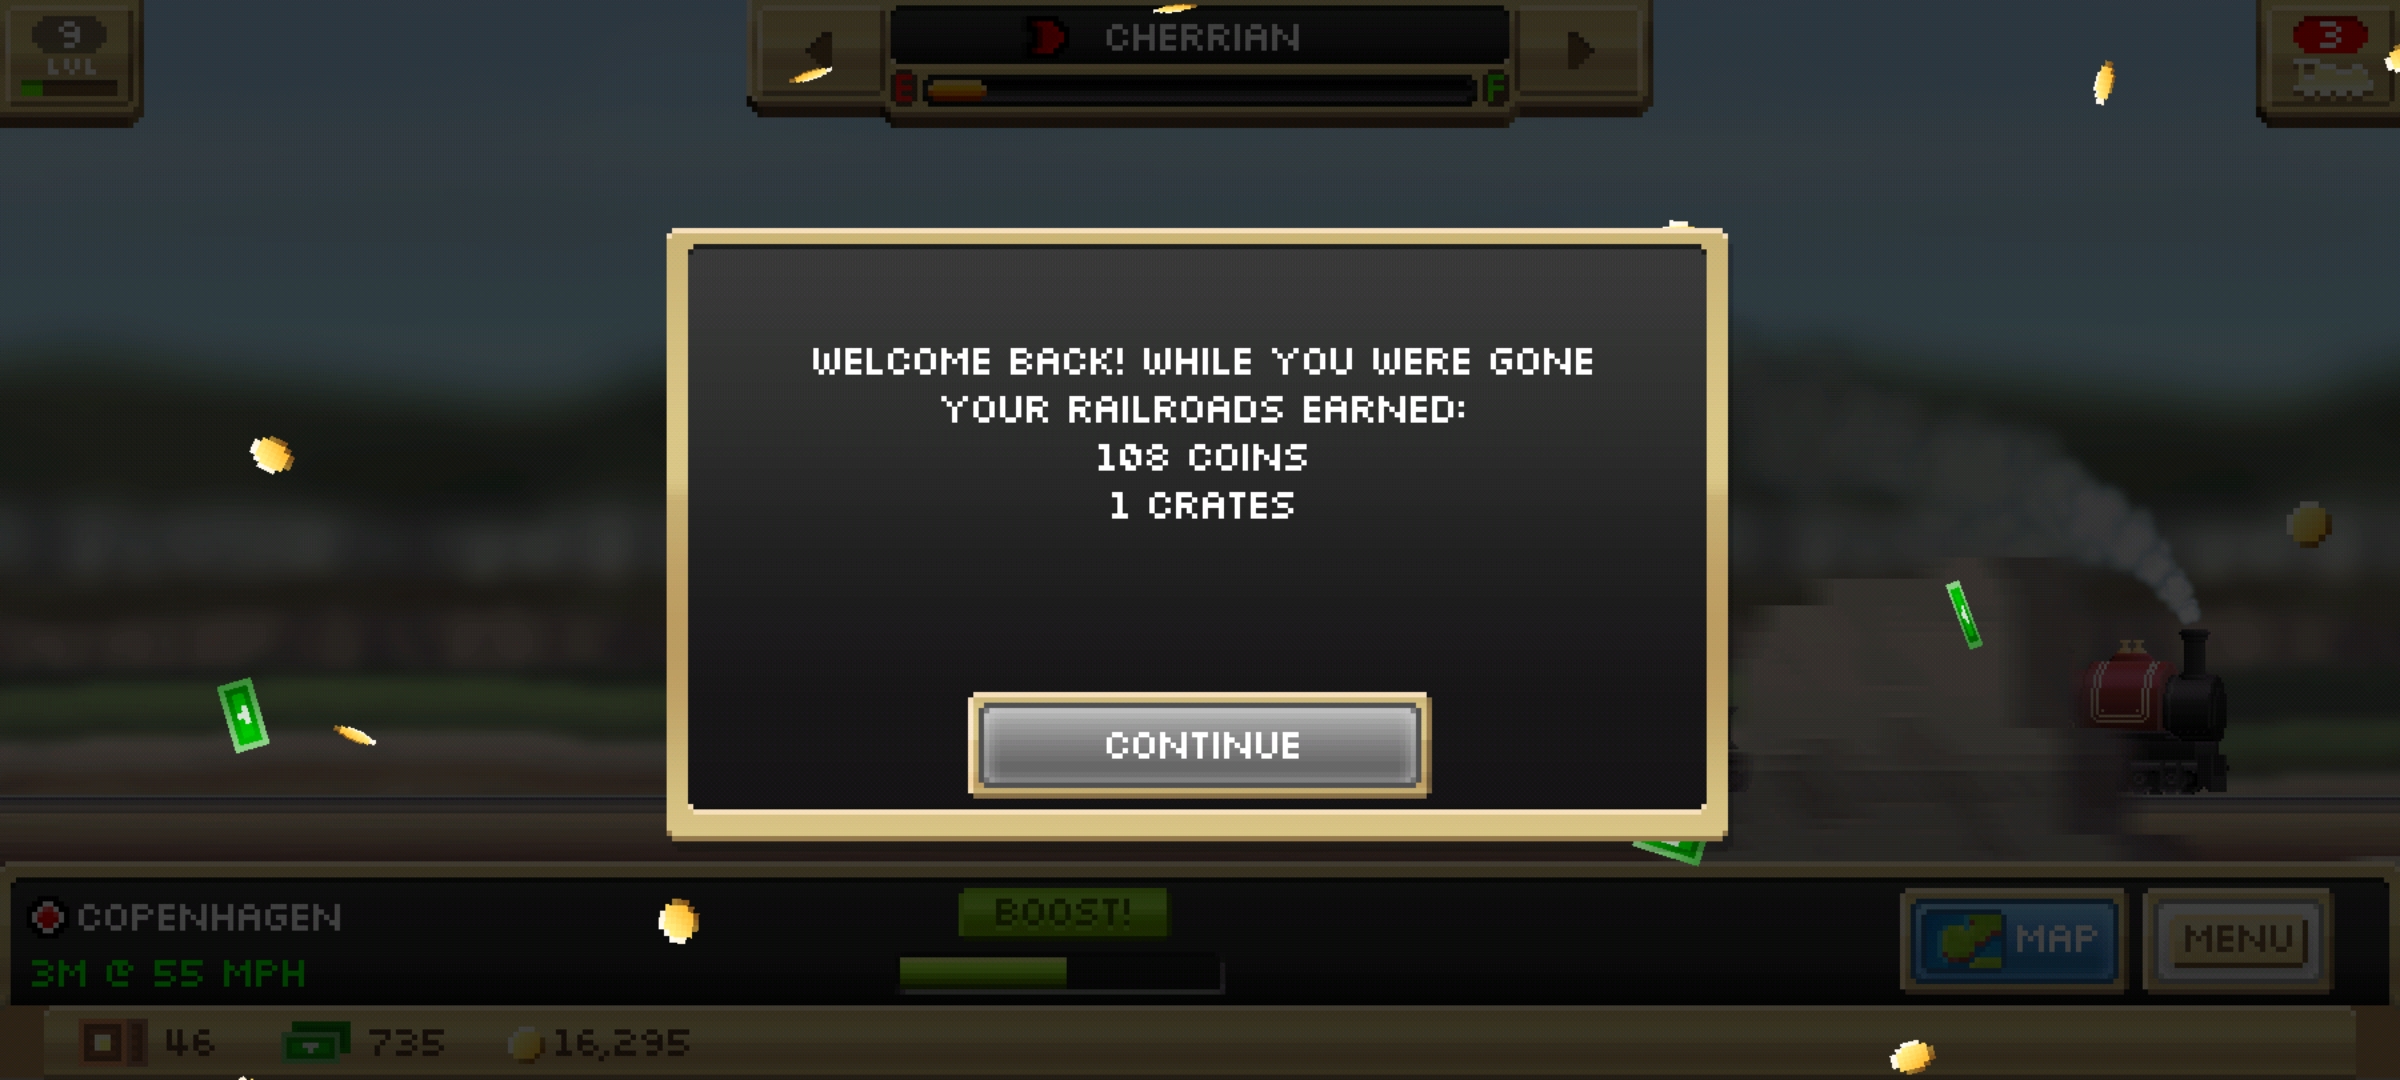 9
LVL
CHERRIAN
E F
3
WELCOME BACK! WHILE YOU WERE GONE
YOUR RAILROADS EARNED:
108 COINS
1 CRATES
CONTINUE
COPENHAGEN
3M @ 55 MPH
BOOST!
MAP
MENU
46 735 16,295